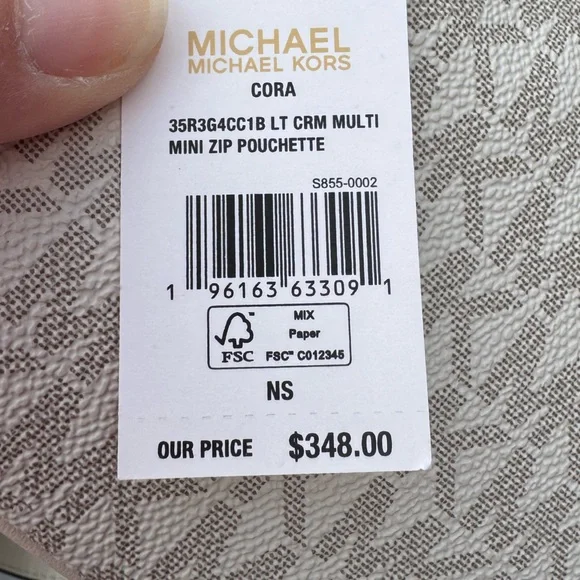 MICHAEL
MICHAEL KORS
CORA
35R3G4CC1B LT CRM MULTI
MINI ZIP POUCHETTE
S855-0002
1 96163 63309 1
FSC
MIX
Paper
FSC™ C012345
NS
OUR PRICE $348.00